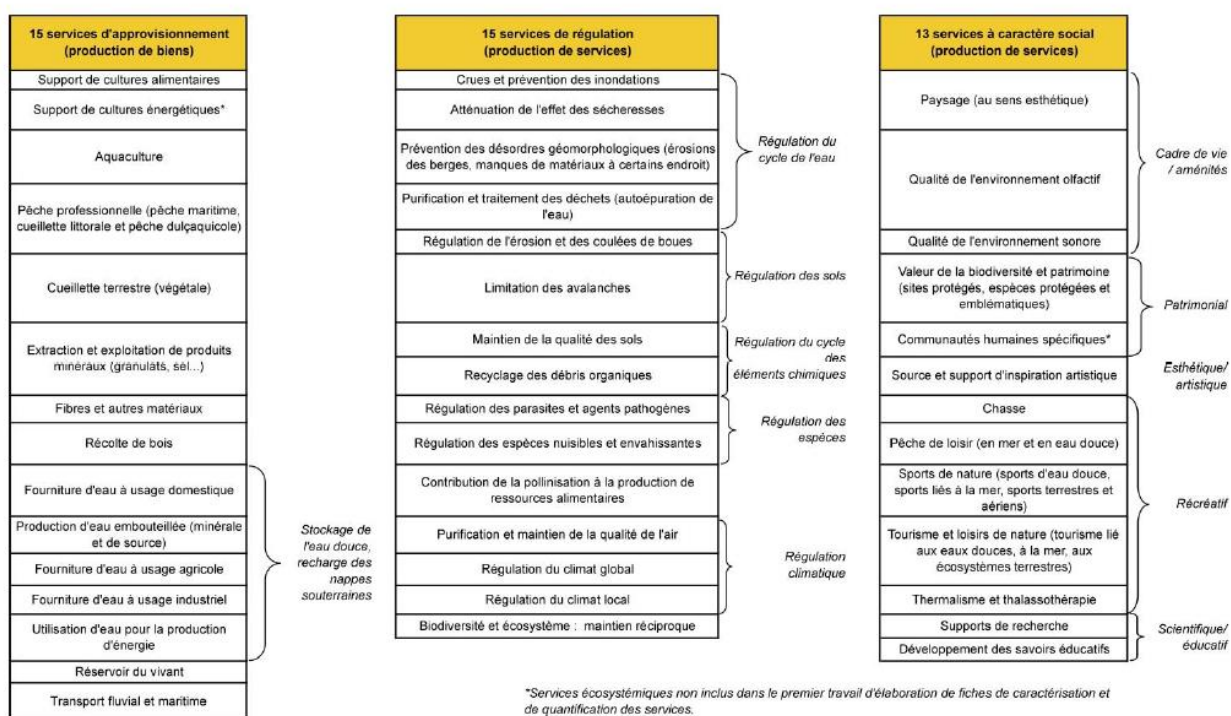 15 services d'approvisionnement
(production de biens)
Support de cultures alimentaires
Support de cultures énergétiques*
Aquaculture
Pêche professionnelle (pêche maritime,
cueillette littorale et pêche dulçaquicole)
Cueillette terrestre (végétale)
Extraction et exploitation de produits
minéraux (granulats, sel...)
Fibres et autres matériaux
Récolte de bois
Fourniture d'eau à usage domestique
Production d'eau embouteillée (minérale
et de source)
Fourniture d'eau à usage agricole
Fourniture d'eau à usage industriel
Utilisation d'eau pour la production
d'énergie
Réservoir du vivant
Transport fluvial et maritime
Stockage de
l'eau douce,
recharge des
nappes
souterraines
15 services de régulation
(production de services)
Crues et prévention des inondations
Atténuation de l'effet des sécheresses
Prévention des désordres géomorphologiques (érosions
des berges, manques de matériaux à certains endroit)
Purification et traitement des déchets (autoépuration de
l'eau)
Régulation de l'érosion et des coulées de boues
Limitation des avalanches
Maintien de la qualité des sols
Recyclage des débris organiques
Régulation des parasites et agents pathogènes
Régulation des espèces nuisibles et envahissantes
Contribution de la pollinisation à la production de
ressources alimentaires
Purification et maintien de la qualité de l'air
Régulation du climat global
Régulation du climat local
Biodiversité et écosystème : maintien réciproque
Régulation du
cycle de l'eau
Régulation des sols
Régulation du cycle
des
éléments chimiques
Régulation des
espèces
Régulation
climatique
13 services à caractère social
(production de services)
Paysage (au sens esthétique)
Qualité de l'environnement olfactif
Qualité de l'environnement sonore
Valeur de la biodiversité et patrimoine
(sites protégés, espèces protégées et
emblématiques)
Communautés humaines spécifiques*
Source et support d'inspiration artistique
Chasse
Pêche de loisir (en mer et en eau douce)
Sports de nature (sports d'eau douce,
sports liés à la mer, sports terrestres et
aériens)
Tourisme et loisirs de nature (tourisme lié
aux eaux douces, à la mer, aux
écosystèmes terrestres)
Thermalisme et thalassothérapie
Supports de recherche
Développement des savoirs éducatifs
Cadre de vie
/ aménités
Patrimonial
Esthétique/
artistique
Récréatif
Scientifique/
éducatif
*Services écosystémiques non inclus dans le premier travail d'élaboration de fiches de caractérisation et
de quantification des services.